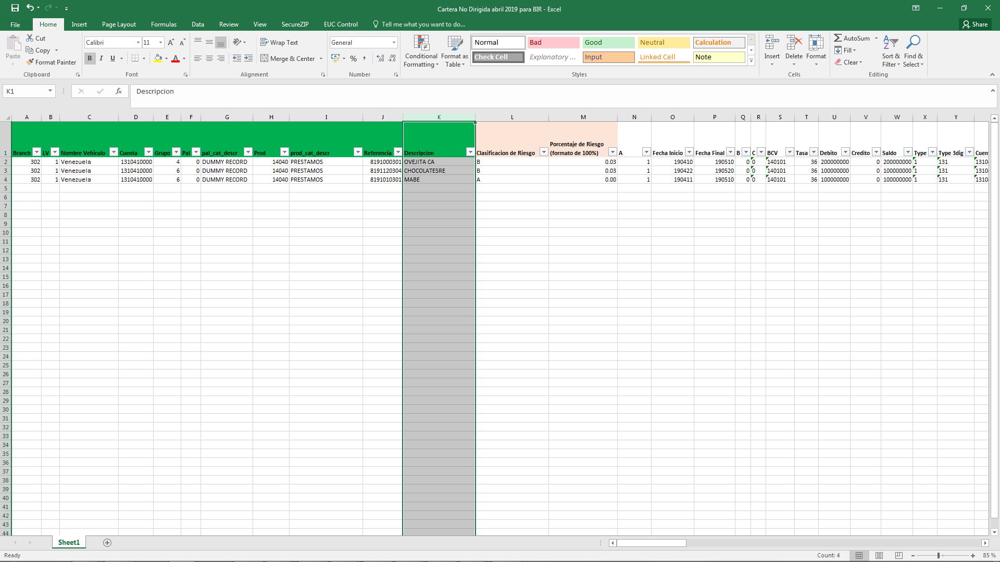 Cartera No Dirigida abril 2019 para BIR - Excel
File Home Insert Page Layout Formulas Data Review View SecureZIP EUC Control Tell me what you want to do... Share
Paste Cut Copy Format Painter Clipboard
Calibri 11 A A B I U A Font
Wrap Text Merge & Center Alignment
General % , Number
Conditional Formatting Format as Table
Normal Bad Good Neutral Calculation
Check Cell Explanatory ... Input Linked Cell Note
Styles
Insert Delete Format Cells
AutoSum Fill Clear Sort & Filter Find & Select Editing
K1 fx Descripcion
A B C D E F G H I J K L M N O P Q R S T U V W X Y
1 Branch LV Nombre Vehiculo Cuenta Grupo Pal pal_cat_descr Prod prod_cat_descr Referencia Descripcion Clasificacion de Riesgo Porcentaje de Riesgo (formato de 100%) A Fecha Inicio Fecha Final B C BCV Tasa Debito Credito Saldo Type Type 3dig Cuen
2 302 1 Venezuela 1310410000 4 0 DUMMY RECORD 14040 PRESTAMOS 8191000301 OVEJITA CA B 0.03 1 190410 190510 0 0 140101 36 200000000 0 200000000 1 131 1310
3 302 1 Venezuela 1310410000 6 0 DUMMY RECORD 14040 PRESTAMOS 8191120304 CHOCOLATESRE B 0.03 1 190422 190520 0 0 140101 36 100000000 0 100000000 1 131 1310
4 302 1 Venezuela 1310410000 6 0 DUMMY RECORD 14040 PRESTAMOS 8191010301 MABE A 0.00 1 190411 190510 0 0 140101 36 100000000 0 100000000 1 131 1310
5
6
7
8
9
10
11
12
13
14
15
16
17
18
19
20
21
22
23
24
25
26
27
28
29
30
31
32
33
34
35
36
37
38
39
40
41
42
43
44
Sheet1
Ready Count: 4 85 %